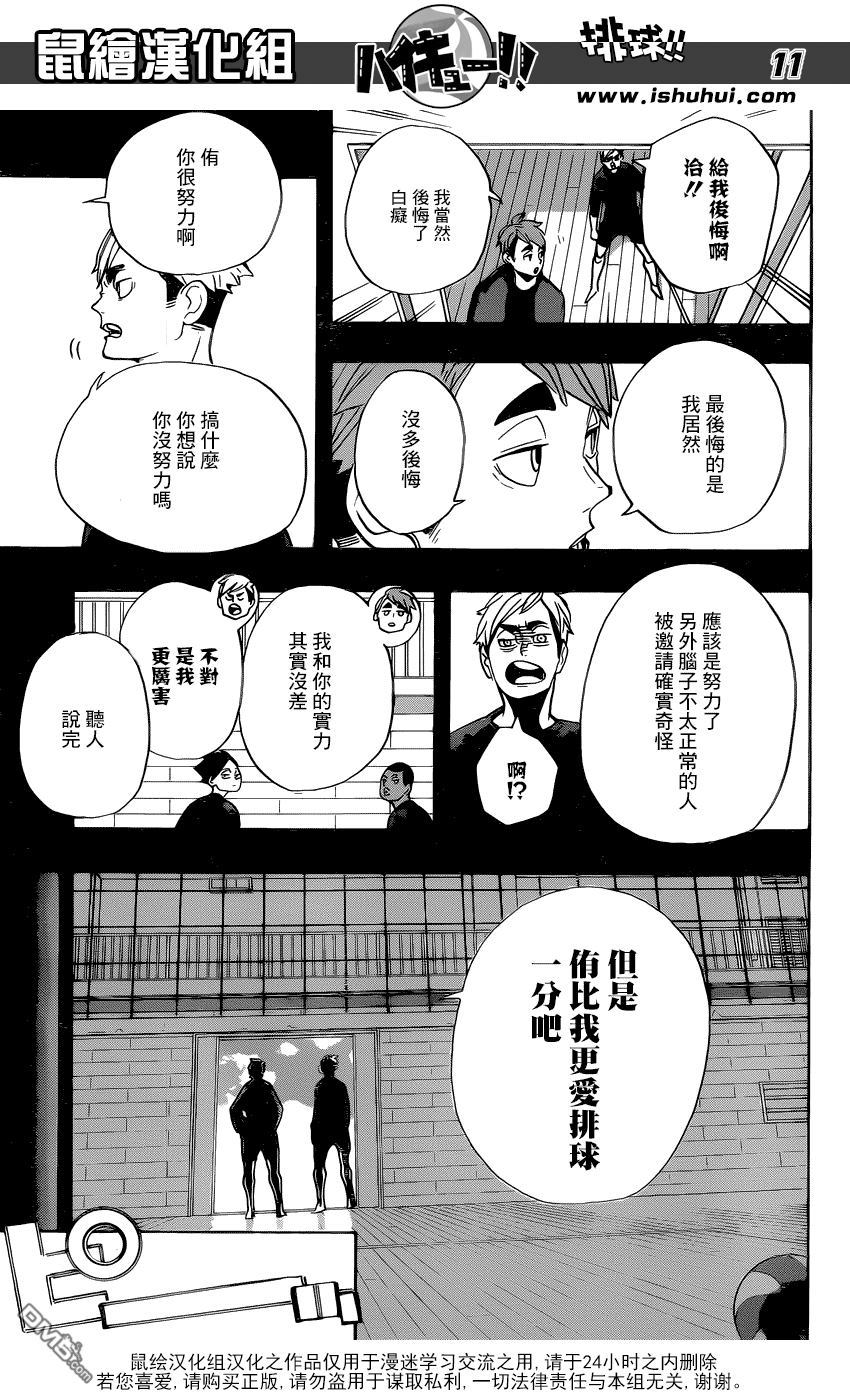 鼠繪漢化組
ハイキュー!!
排球!!
11
www.ishuhui.com
給我後悔啊
治!!
我當然
後悔了
白癡
侑
你很努力啊
最後悔的是
我居然
沒多後悔
搞什麼
你想說
你沒努力嗎
應該是努力了
另外腦子不太正常的人
被邀請確實奇怪
啊!?
我和你的實力
其實沒差
不對
是我
更厲害
聽人
說完
但是
侑比我更愛排球
一分吧
DM5.COM
鼠绘汉化组汉化之作品仅用于漫迷学习交流之用, 请于24小时之内删除
若您喜爱, 请购买正版, 请勿盗用于谋取私利, 一切法律责任与本组无关, 谢谢。